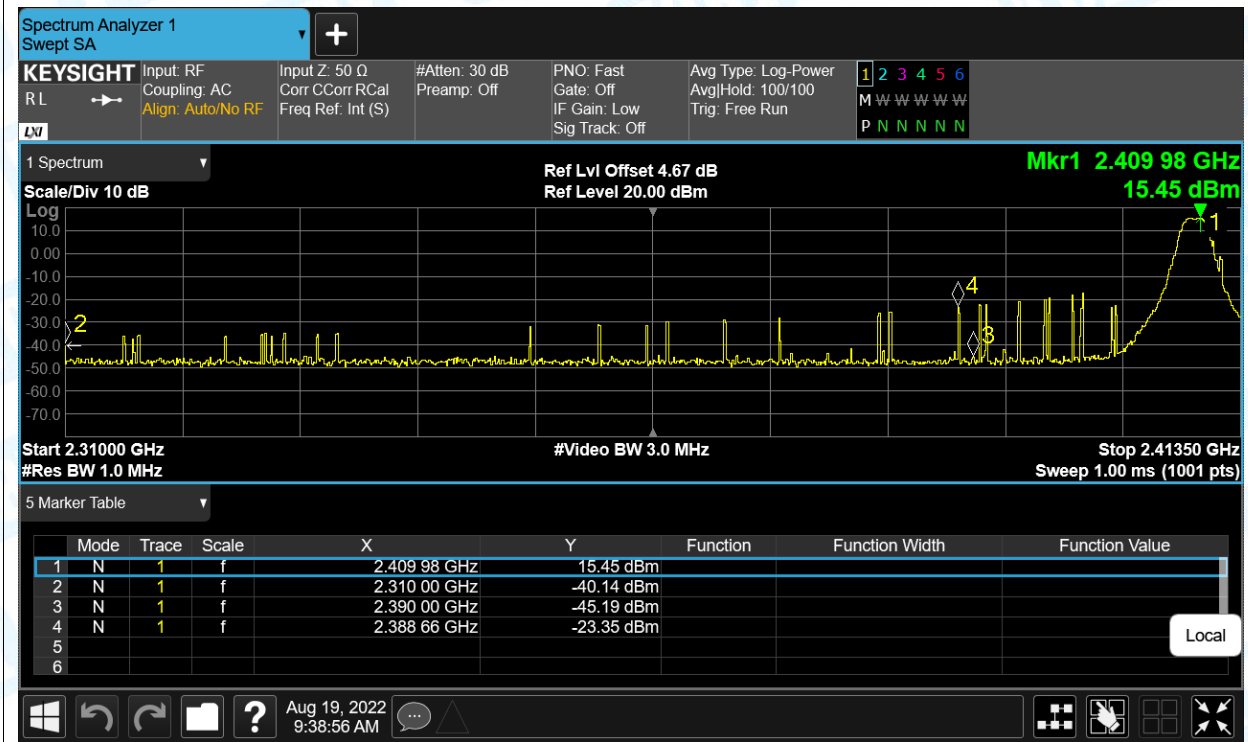 Spectrum Analyzer 1
Swept SA
+
KEYSIGHT Input: RF Input Z: 50 Ω #Atten: 30 dB PNO: Fast Avg Type: Log-Power 1 2 3 4 5 6
R L Coupling: AC Corr CCorr RCal Preamp: Off Gate: Off Avg|Hold: 100/100 M W W W W W
Align: Auto/No RF Freq Ref: Int (S) IF Gain: Low Trig: Free Run
LXI Sig Track: Off P N N N N N
1 Spectrum Ref Lvl Offset 4.67 dB Mkr1 2.409 98 GHz
Scale/Div 10 dB Ref Level 20.00 dBm 15.45 dBm
Log
10.0
0.00
-10.0
-20.0
-30.0
-40.0
-50.0
-60.0
-70.0
1
2
4
3
Start 2.31000 GHz #Video BW 3.0 MHz Stop 2.41350 GHz
#Res BW 1.0 MHz Sweep 1.00 ms (1001 pts)
5 Marker Table
Mode Trace Scale X Y Function Function Width Function Value
1 N 1 f 2.409 98 GHz 15.45 dBm
2 N 1 f 2.310 00 GHz -40.14 dBm
3 N 1 f 2.390 00 GHz -45.19 dBm
4 N 1 f 2.388 66 GHz -23.35 dBm
5
6
Local
? Aug 19, 2022
9:38:56 AM